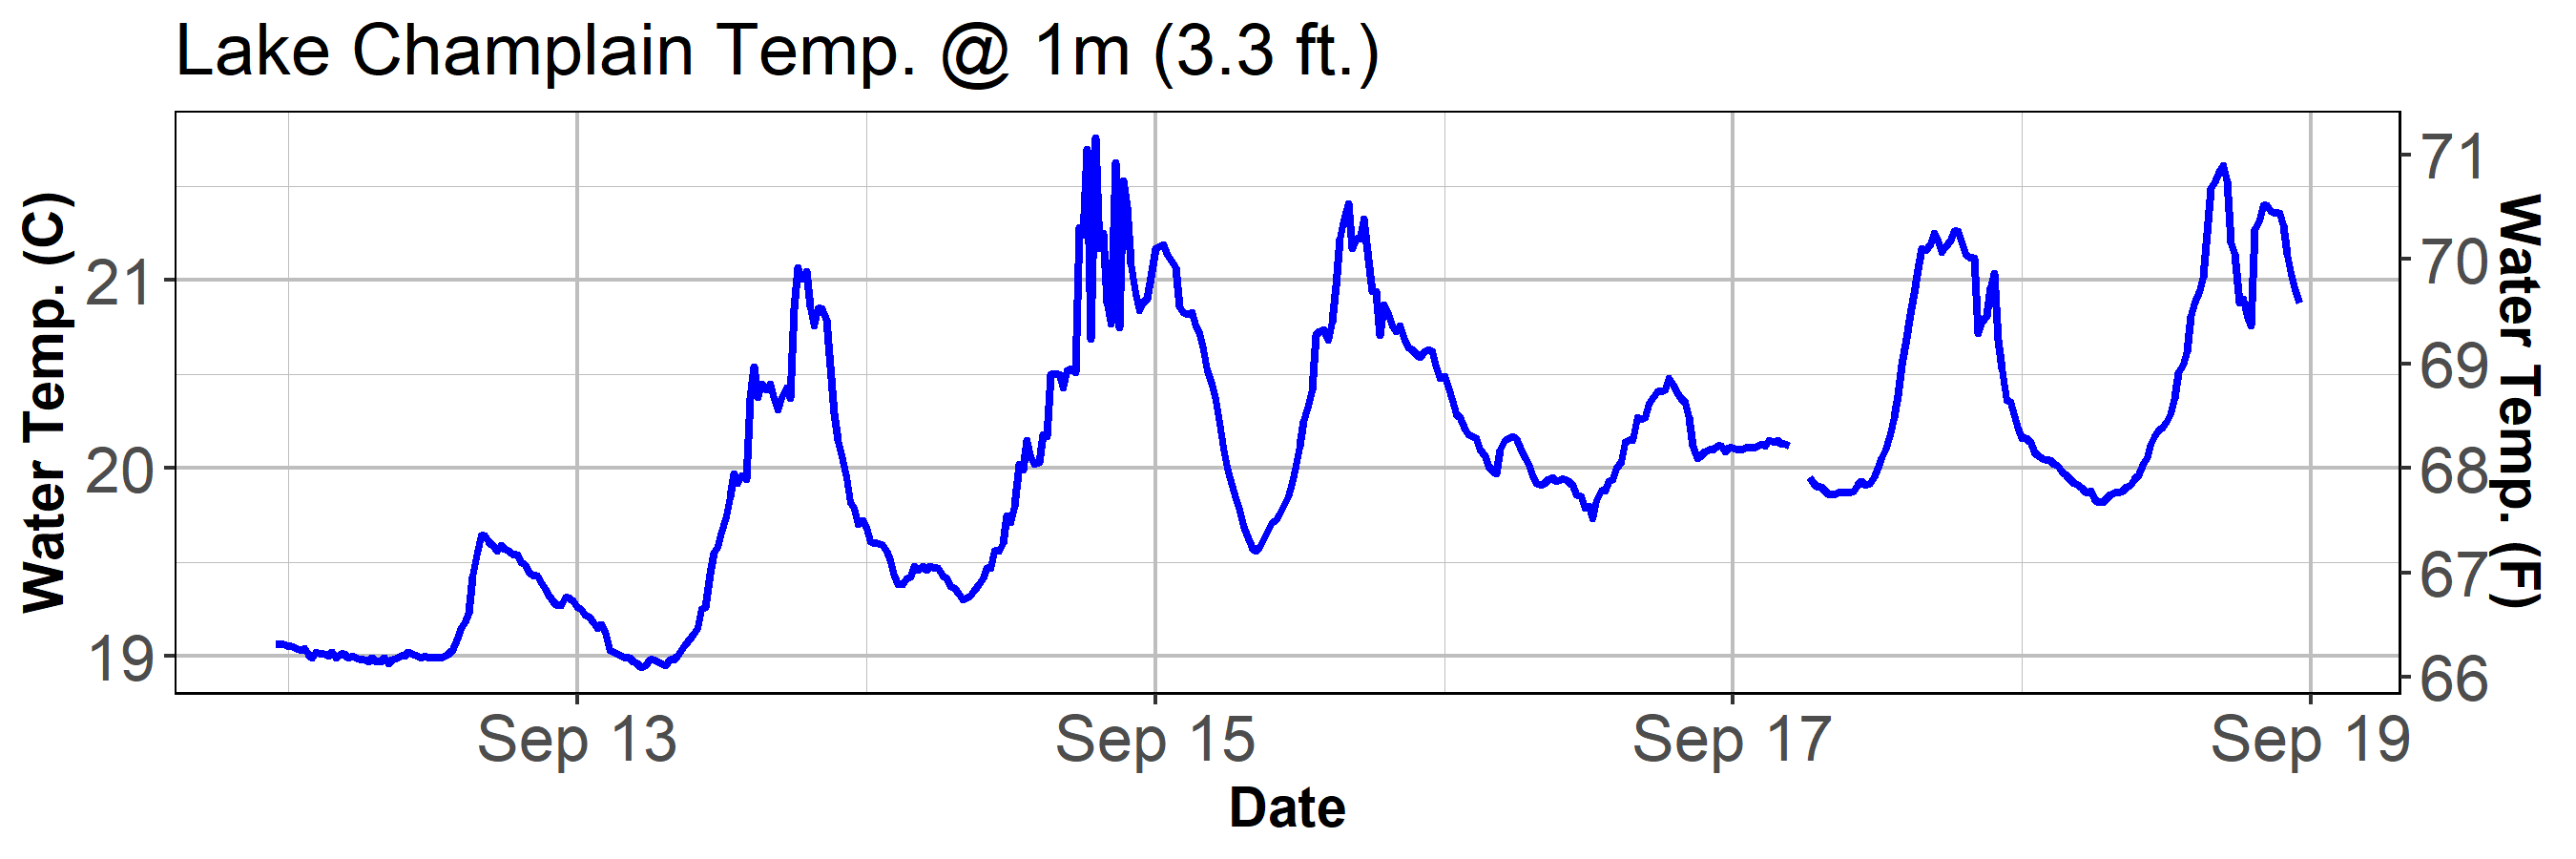 Lake Champlain Temp. @ 1m (3.3 ft.)
Water Temp. (C)
21
20
19
71
70
69
68
67
66
Water Temp. (F)
Sep 13
Sep 15
Sep 17
Sep 19
Date